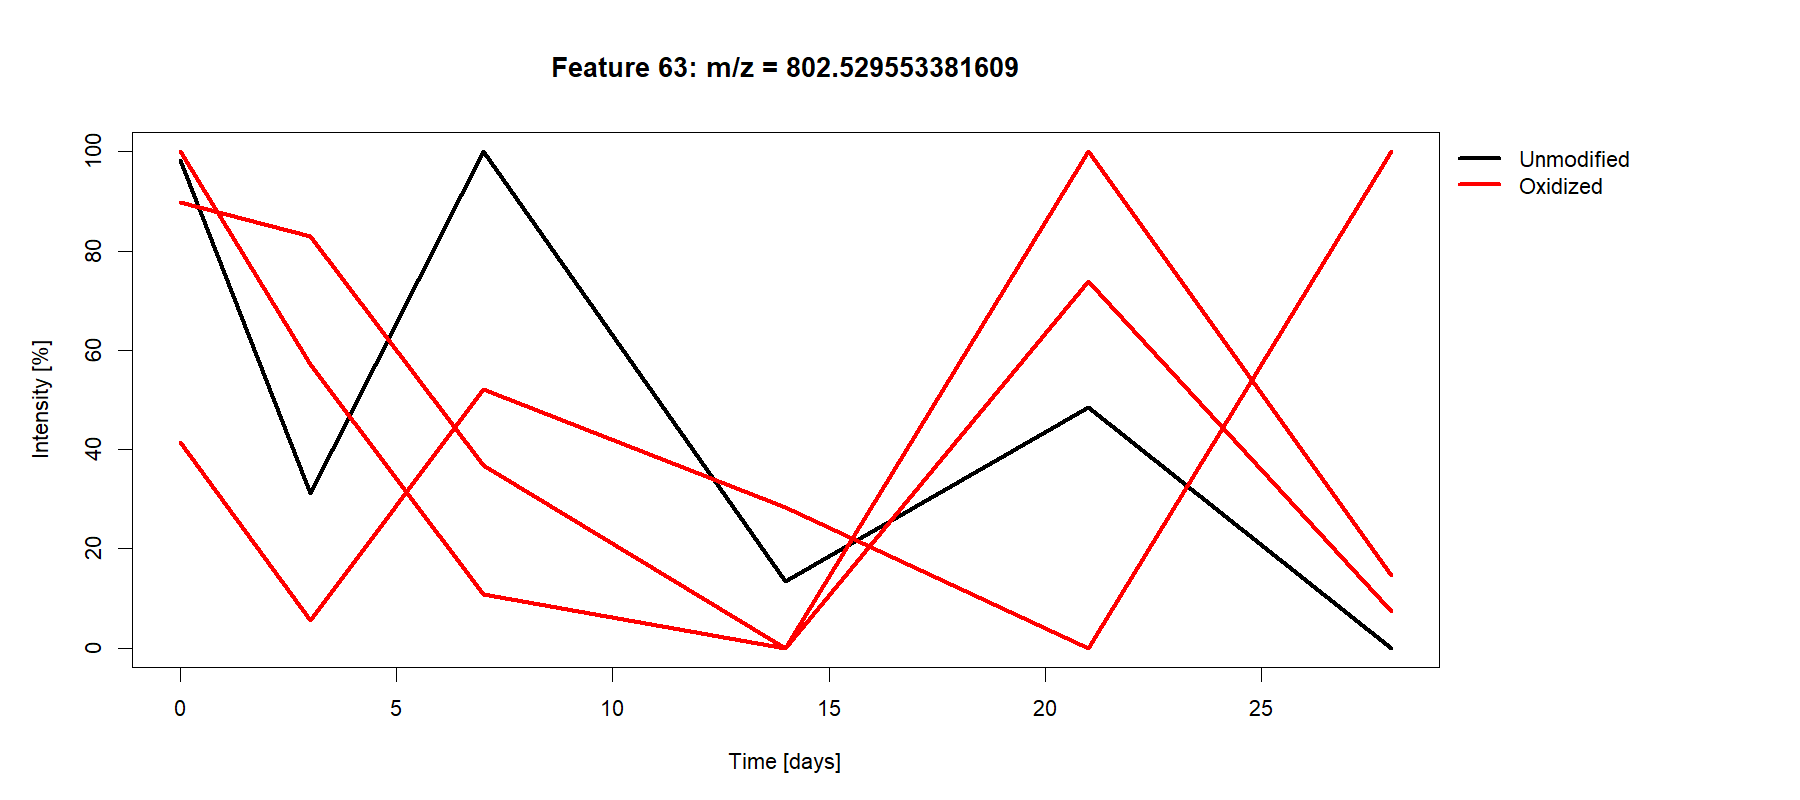 Feature 63: m/z = 802.529553381609
Unmodified
Oxidized
Intensity [%]
100
80
60
40
20
0
0 5 10 15 20 25
Time [days]